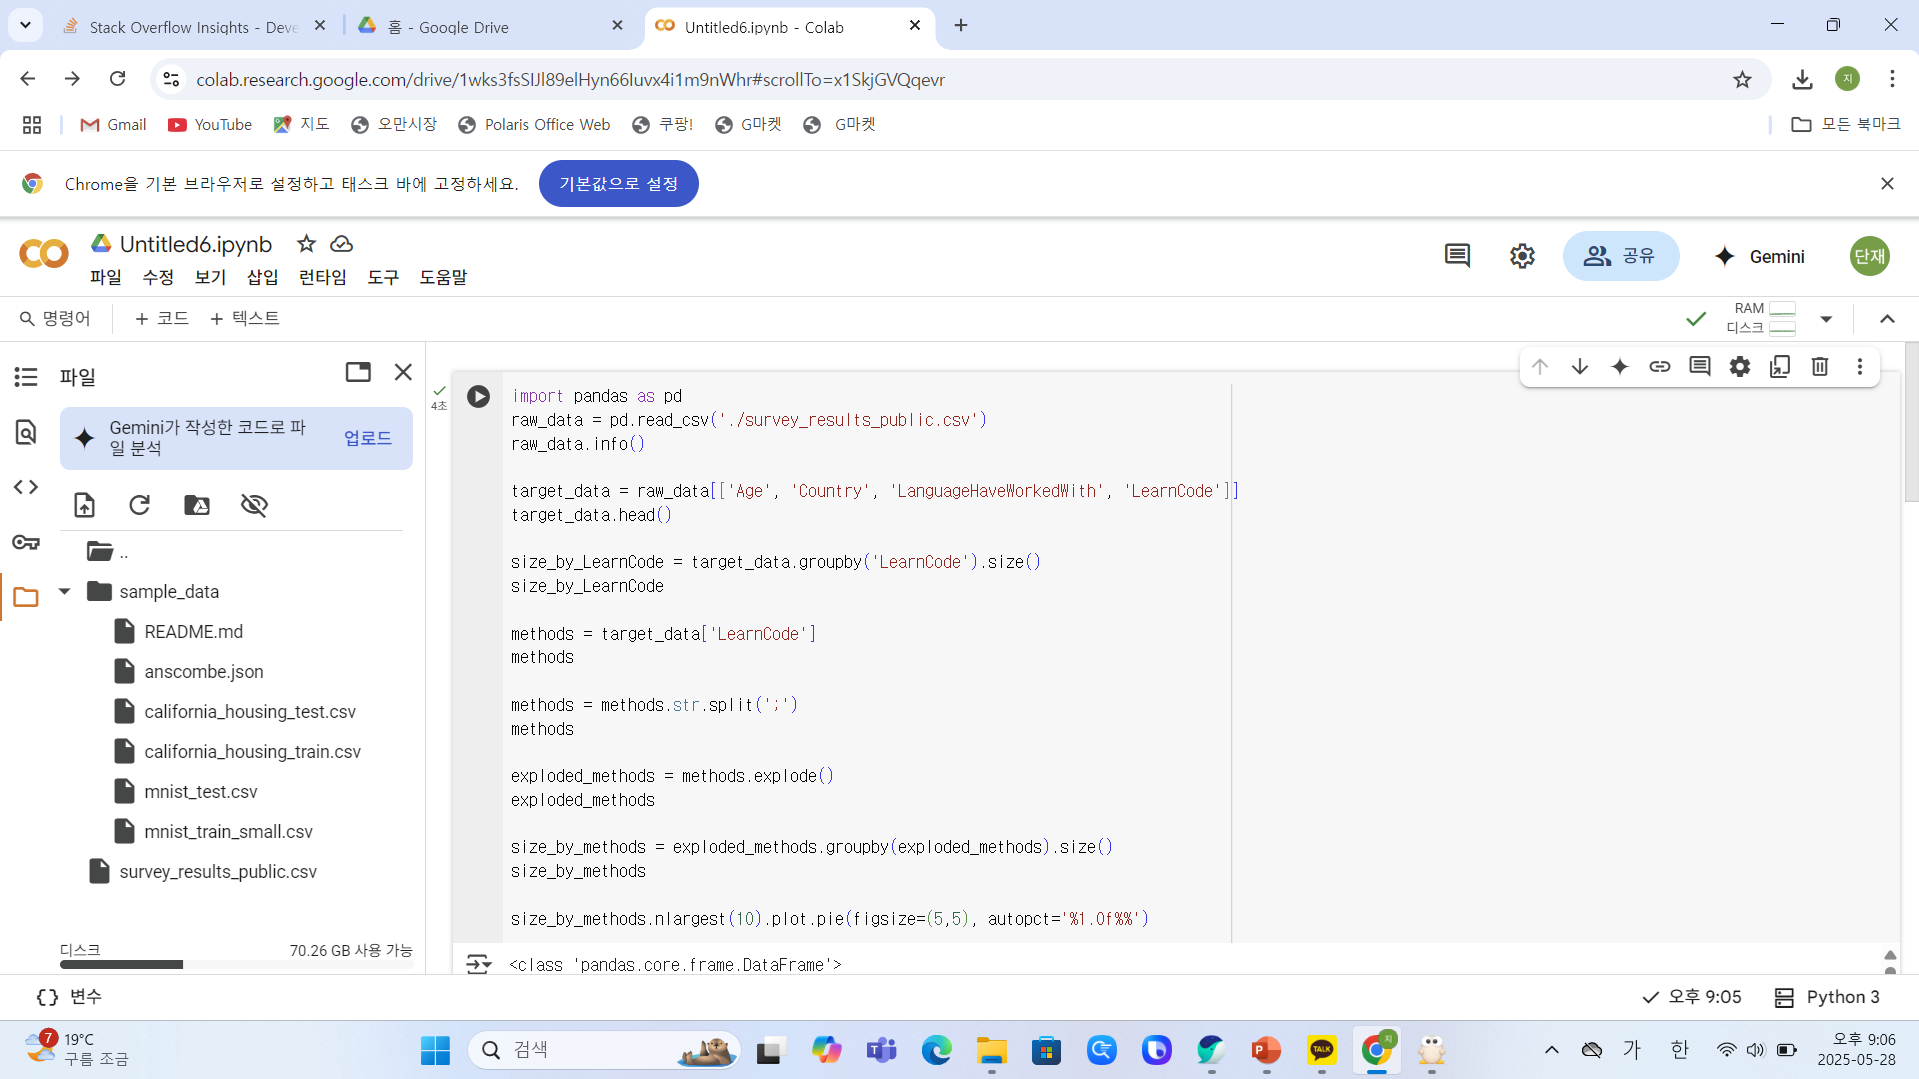 Stack Overflow Insights - Deve
홈 - Google Drive
Untitled6.ipynb - Colab
colab.research.google.com/drive/1wks3fsSIJl89elHyn66Iuvx4i1m9nWhr#scrollTo=x1SkjGVQqevr
지
Gmail
YouTube
지도
오만시장
Polaris Office Web
쿠팡!
G마켓
G마켓
모든 북마크
Chrome을 기본 브라우저로 설정하고 태스크 바에 고정하세요.
기본값으로 설정
Untitled6.ipynb
파일 수정 보기 삽입 런타임 도구 도움말
공유
Gemini
단재
명령어
+ 코드
+ 텍스트
RAM
디스크
파일
Gemini가 작성한 코드로 파
일 분석
업로드
..
sample_data
README.md
anscombe.json
california_housing_test.csv
california_housing_train.csv
mnist_test.csv
mnist_train_small.csv
survey_results_public.csv
디스크
70.26 GB 사용 가능
4초
import pandas as pd
raw_data = pd.read_csv('./survey_results_public.csv')
raw_data.info()
target_data = raw_data[['Age', 'Country', 'LanguageHaveWorkedWith', 'LearnCode']]
target_data.head()
size_by_LearnCode = target_data.groupby('LearnCode').size()
size_by_LearnCode
methods = target_data['LearnCode']
methods
methods = methods.str.split(';')
methods
exploded_methods = methods.explode()
exploded_methods
size_by_methods = exploded_methods.groupby(exploded_methods).size()
size_by_methods
size_by_methods.nlargest(10).plot.pie(figsize=(5,5), autopct='%1.0f%%')
<class 'pandas.core.frame.DataFrame'>
{} 변수
오후 9:05
Python 3
7
19°C
구름 조금
검색
TALK
지
가
한
오후 9:06
2025-05-28